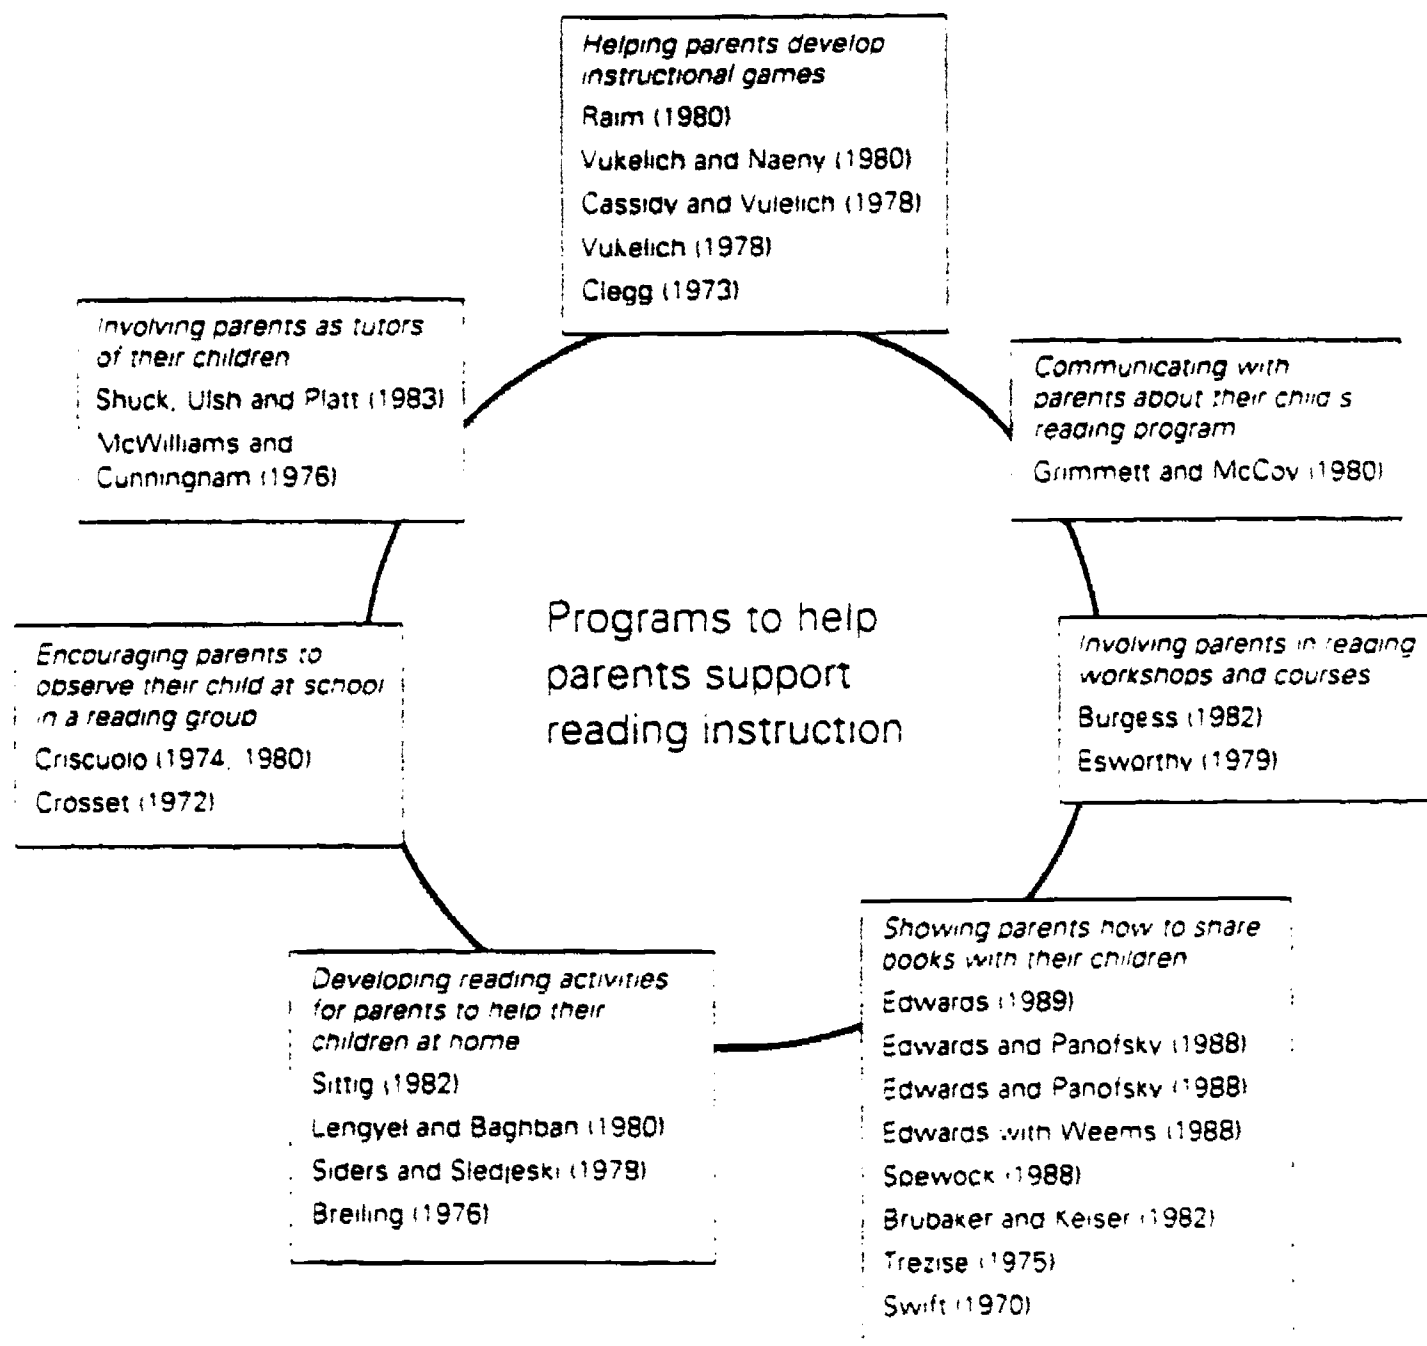 Helping parents develop
instructional games
Raim (1980)
Vukelich and Naeny (1980)
Cassidy and Vulelich (1978)
Vukelich (1978)
Clegg (1973)
Involving parents as tutors
of their children
Shuck, Ulsh and Platt (1983)
McWilliams and
Cunningham (1976)
Communicating with
parents about their child s
reading program
Grimmett and McCoy (1980)
Programs to help
parents support
reading instruction
Encouraging parents to
observe their child at school
in a reading group
Criscuolo (1974, 1980)
Crosset (1972)
Involving parents in reading
workshops and courses
Burgess (1982)
Esworthy (1979)
Developing reading activities
for parents to help their
children at home
Sittig (1982)
Lengyel and Baghban (1980)
Siders and Sledjeski (1978)
Breiling (1976)
Showing parents how to share
books with their children
Edwards (1989)
Edwards and Panofsky (1988)
Edwards and Panofsky (1988)
Edwards with Weems (1988)
Spewock (1988)
Brubaker and Keiser (1982)
Trezise (1975)
Swift (1970)